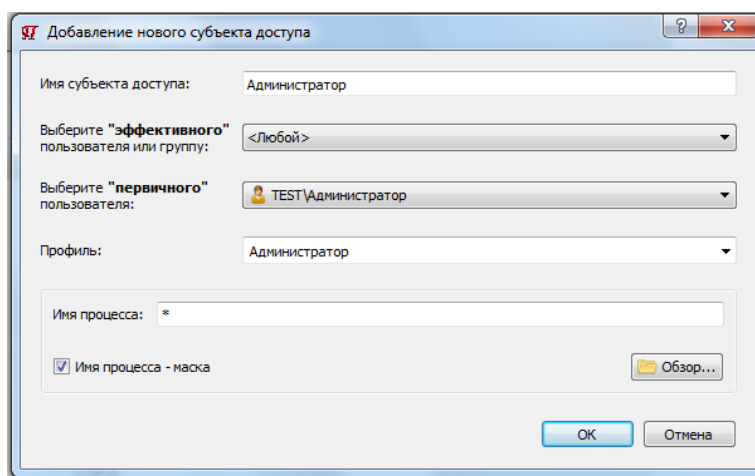 Добавление нового субъекта доступа
Имя субъекта доступа: Администратор
Выберите "эффективного" пользователя или группу: <Любой>
Выберите "первичного" пользователя: TEST\Администратор
Профиль: Администратор
Имя процесса: *
Имя процесса - маска
Обзор...
ОК Отмена